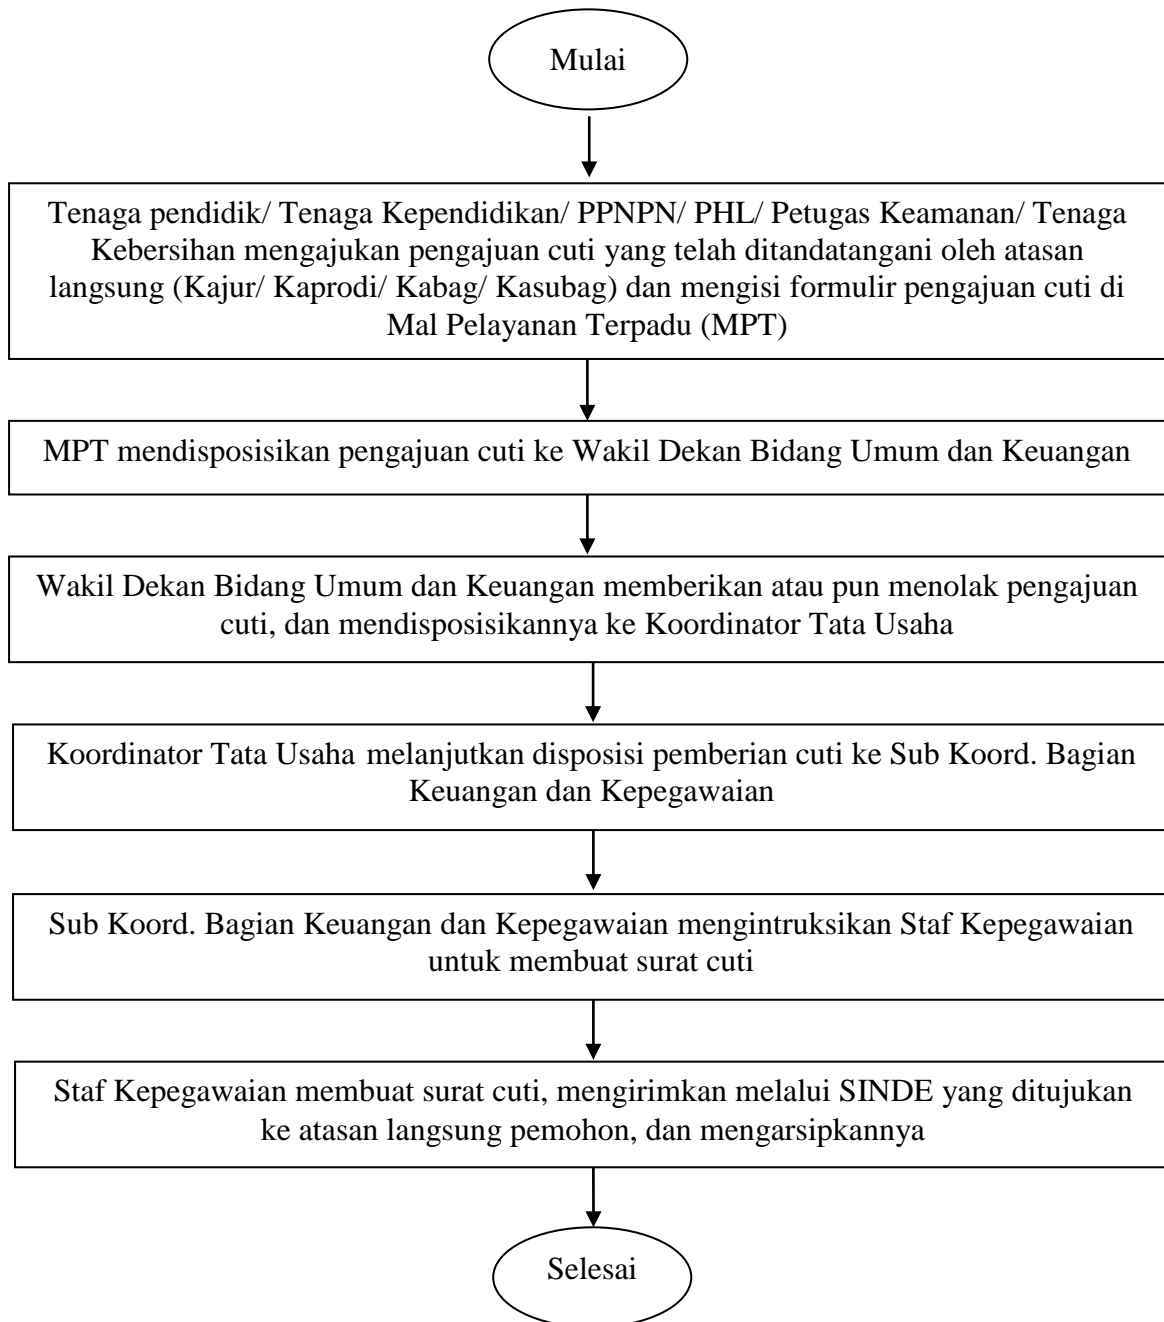 Mulai
Tenaga pendidik/ Tenaga Kependidikan/ PPNPN/ PHL/ Petugas Keamanan/ Tenaga
Kebersihan mengajukan pengajuan cuti yang telah ditandatangani oleh atasan
langsung (Kajur/ Kaprodi/ Kabag/ Kasubag) dan mengisi formulir pengajuan cuti di
Mal Pelayanan Terpadu (MPT)
MPT mendisposisikan pengajuan cuti ke Wakil Dekan Bidang Umum dan Keuangan
Wakil Dekan Bidang Umum dan Keuangan memberikan atau pun menolak pengajuan
cuti, dan mendisposisikannya ke Koordinator Tata Usaha
Koordinator Tata Usaha melanjutkan disposisi pemberian cuti ke Sub Koord. Bagian
Keuangan dan Kepegawaian
Sub Koord. Bagian Keuangan dan Kepegawaian mengintruksikan Staf Kepegawaian
untuk membuat surat cuti
Staf Kepegawaian membuat surat cuti, mengirimkan melalui SINDE yang ditujukan
ke atasan langsung pemohon, dan mengarsipkannya
Selesai